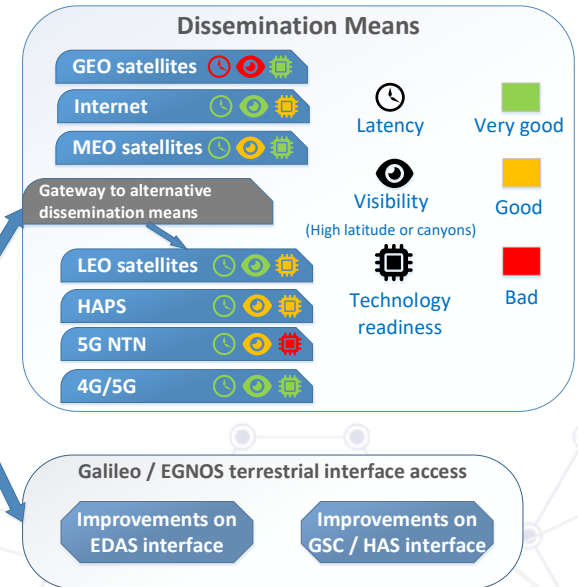 Dissemination Means
GEO satellites
Internet
MEO satellites
Gateway to alternative
dissemination means
LEO satellites
HAPS
5G NTN
4G/5G
Latency
Very good
Visibility
(High latitude or canyons)
Good
Technology
readiness
Bad
Galileo / EGNOS terrestrial interface access
Improvements on
EDAS interface
Improvements on
GSC / HAS interface